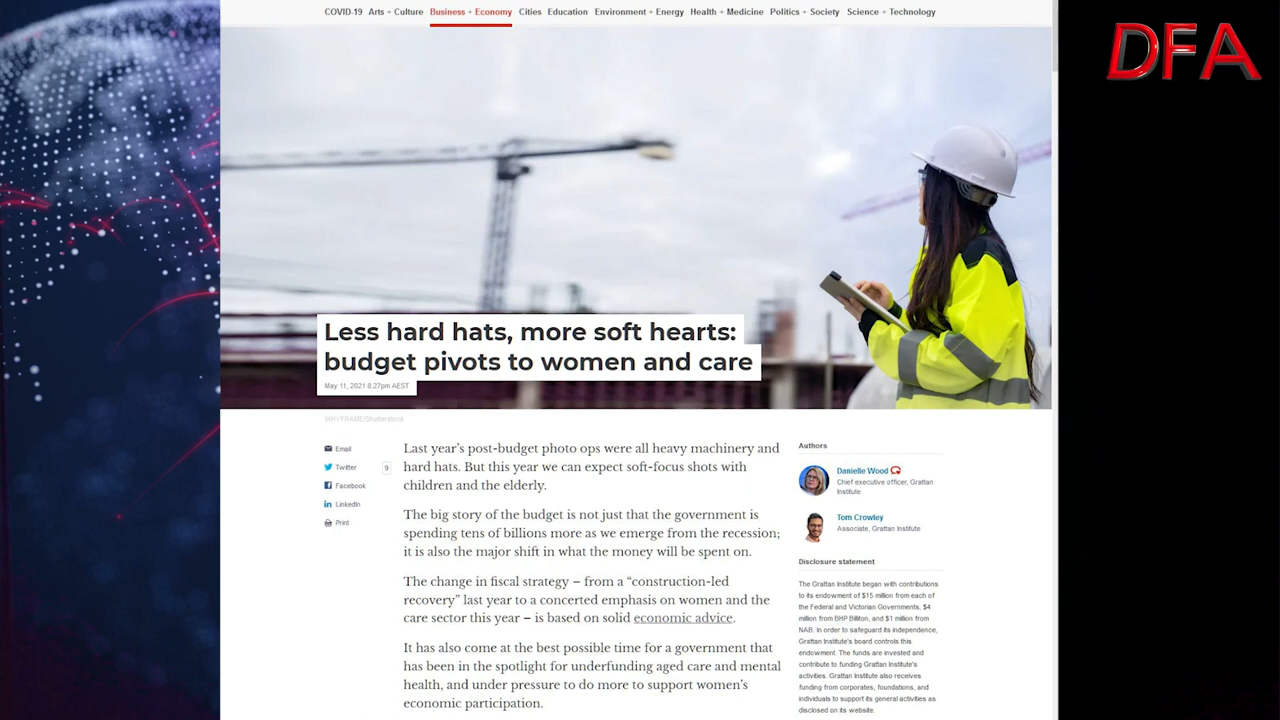 COVID-19 Arts + Culture Business + Economy Cities Education Environment + Energy Health + Medicine Politics + Society Science + Technology
DFA
Less hard hats, more soft hearts:
budget pivots to women and care
May 11, 2021 8.27pm AEST
WHYFRAME/Shutterstock
Email
Twitter 9
Facebook
LinkedIn
Print
Last year's post-budget photo ops were all heavy machinery and
hard hats. But this year we can expect soft-focus shots with
children and the elderly.
The big story of the budget is not just that the government is
spending tens of billions more as we emerge from the recession;
it is also the major shift in what the money will be spent on.
The change in fiscal strategy – from a “construction-led
recovery” last year to a concerted emphasis on women and the
care sector this year – is based on solid economic advice.
It has also come at the best possible time for a government that
has been in the spotlight for underfunding aged care and mental
health, and under pressure to do more to support women's
economic participation.
Authors
Danielle Wood
Chief executive officer, Grattan
Institute
Tom Crowley
Associate, Grattan Institute
Disclosure statement
The Grattan Institute began with contributions
to its endowment of $15 million from each of
the Federal and Victorian Governments, $4
million from BHP Billiton, and $1 million from
NAB. In order to safeguard its independence,
Grattan Institute's board controls this
endowment. The funds are invested and
contribute to funding Grattan Institute's
activities. Grattan Institute also receives
funding from corporates, foundations, and
individuals to support its general activities as
disclosed on its website.